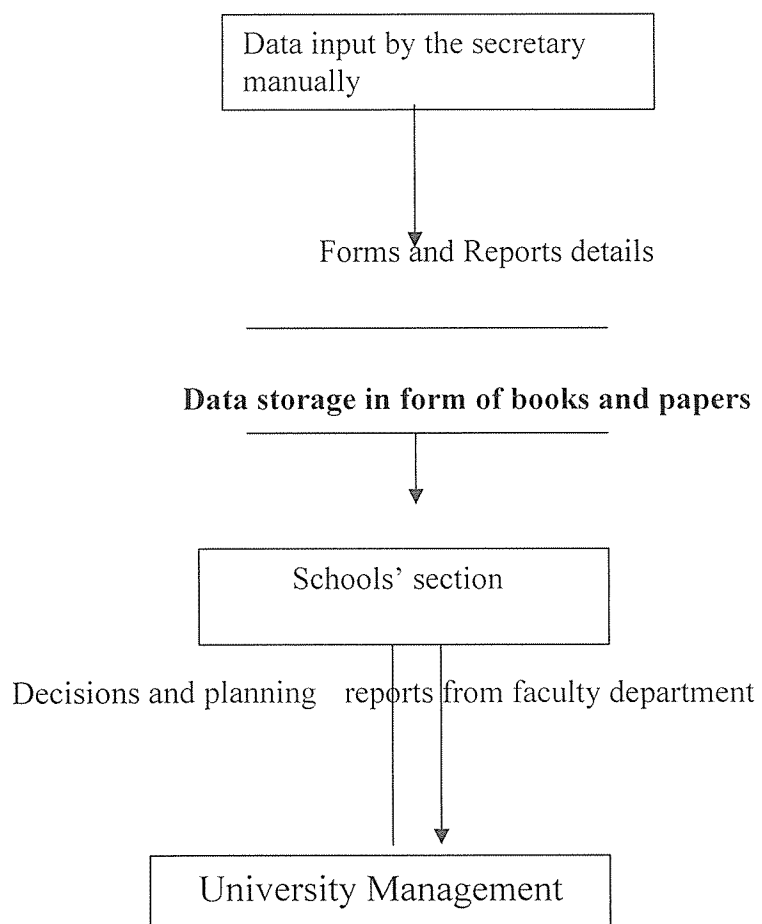 Data input by the secretary
manually
Forms and Reports details
Data storage in form of books and papers
Schools’ section
Decisions and planning reports from faculty department
University Management